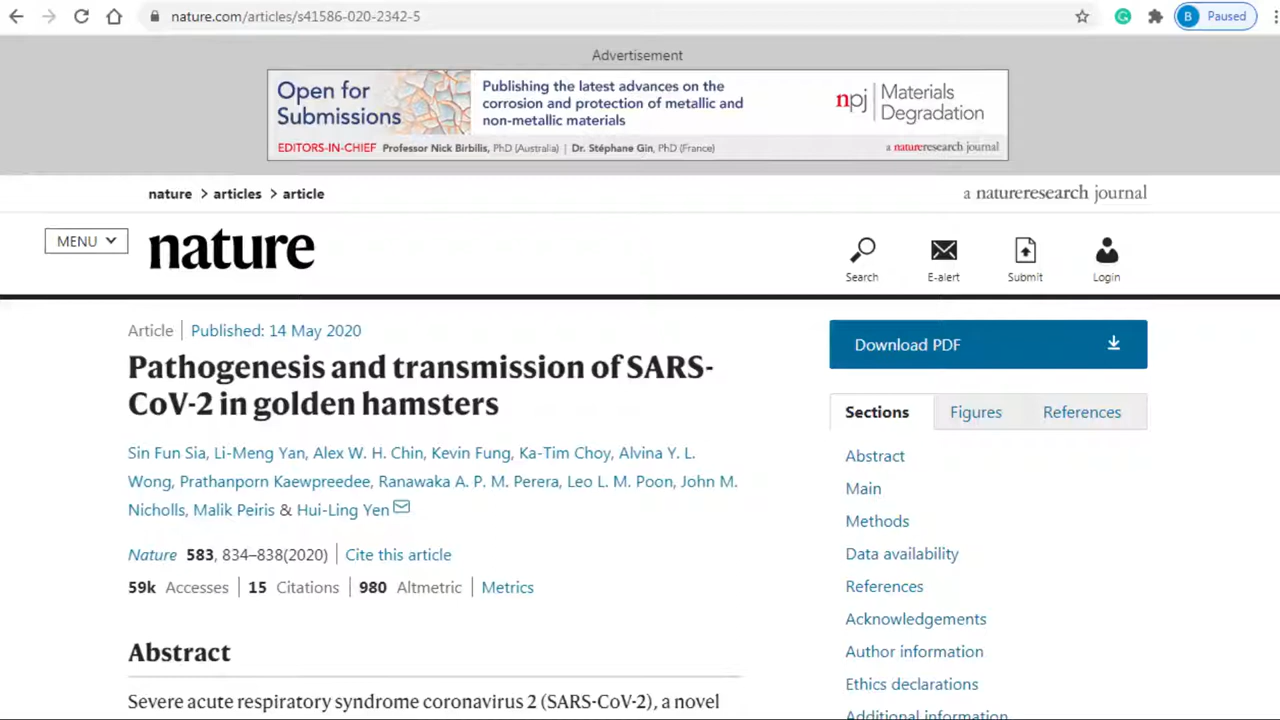 nature.com/articles/s41586-020-2342-5
B Paused
Advertisement
Open for
Submissions
Publishing the latest advances on the
corrosion and protection of metallic and
non-metallic materials
npj Materials
Degradation
EDITORS-IN-CHIEF Professor Nick Birbilis, PhD (Australia) | Dr. Stéphane Gin, PhD (France)
a natureresearch journal
nature > articles > article
a natureresearch journal
MENU
nature
Search
E-alert
Submit
Login
Article | Published: 14 May 2020
Pathogenesis and transmission of SARS-
CoV-2 in golden hamsters
Sin Fun Sia, Li-Meng Yan, Alex W. H. Chin, Kevin Fung, Ka-Tim Choy, Alvina Y. L.
Wong, Prathanporn Kaewpreedee, Ranawaka A. P. M. Perera, Leo L. M. Poon, John M.
Nicholls, Malik Peiris & Hui-Ling Yen
Nature 583, 834–838(2020) | Cite this article
59k Accesses | 15 Citations | 980 Altmetric | Metrics
Abstract
Severe acute respiratory syndrome coronavirus 2 (SARS-CoV-2), a novel
Download PDF
Sections
Figures
References
Abstract
Main
Methods
Data availability
References
Acknowledgements
Author information
Ethics declarations
Additional information